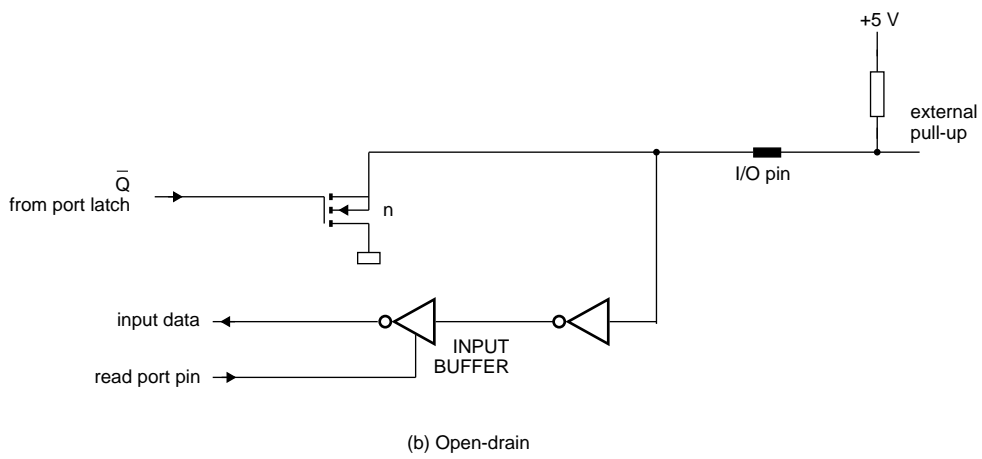 +5 V
external
pull-up
I/O pin
Q̅
from port latch
n
input data
INPUT
BUFFER
read port pin
(b) Open-drain